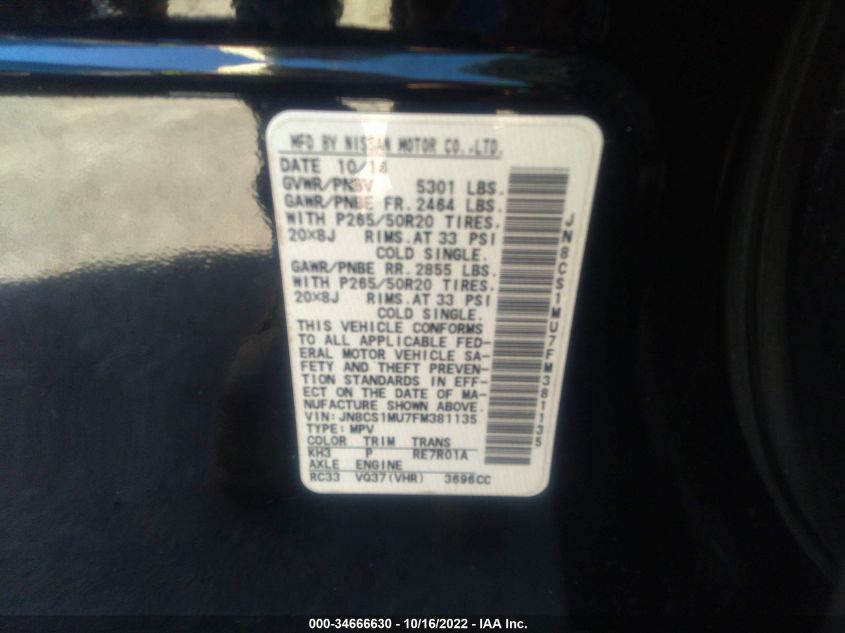 MFD BY NISSAN MOTOR CO.,LTD.
DATE 10/14
GVWR/PNBV 5301 LBS.
GAWR/PNBE FR. 2464 LBS.
WITH P265/50R20 TIRES.
20×8J RIMS.AT 33 PSI
COLD SINGLE.
GAWR/PNBE RR. 2855 LBS.
WITH P265/50R20 TIRES.
20×8J RIMS.AT 33 PSI
COLD SINGLE.
THIS VEHICLE CONFORMS
TO ALL APPLICABLE FED-
ERAL MOTOR VEHICLE SA-
FETY AND THEFT PREVEN-
TION STANDARDS IN EFF-
ECT ON THE DATE OF MA-
NUFACTURE SHOWN ABOVE.
VIN: JN8CS1MU7FM381135
TYPE: MPV
COLOR TRIM TRANS
KH3 P RE7R01A
AXLE ENGINE
RC33 VQ37(VHR) 3696CC
JN8CS1MU7FM381135
000-34666630 - 10/16/2022 - IAA Inc.